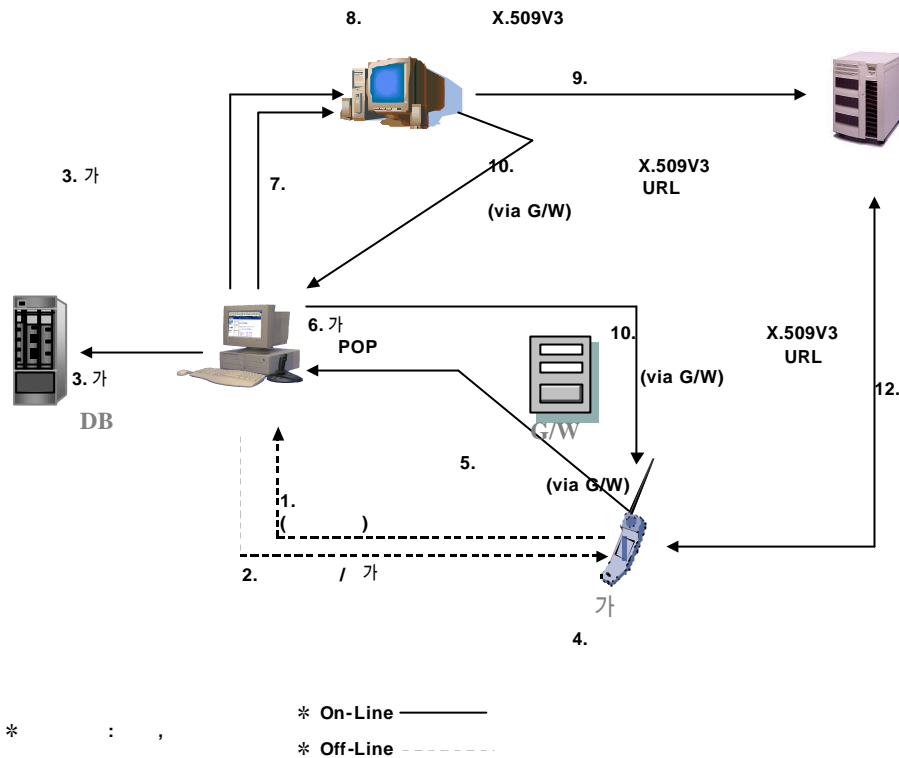 8. X.509V3
9.
3. 가
7.
10. X.509V3
URL
(via G/W)
6. 가
POP
10. X.509V3
URL
(via G/W)
3. 가
DB
G/W
12.
5.
(via G/W)
1.
( )
2. / 가
가
4.
* On-Line
* : ,
* Off-Line